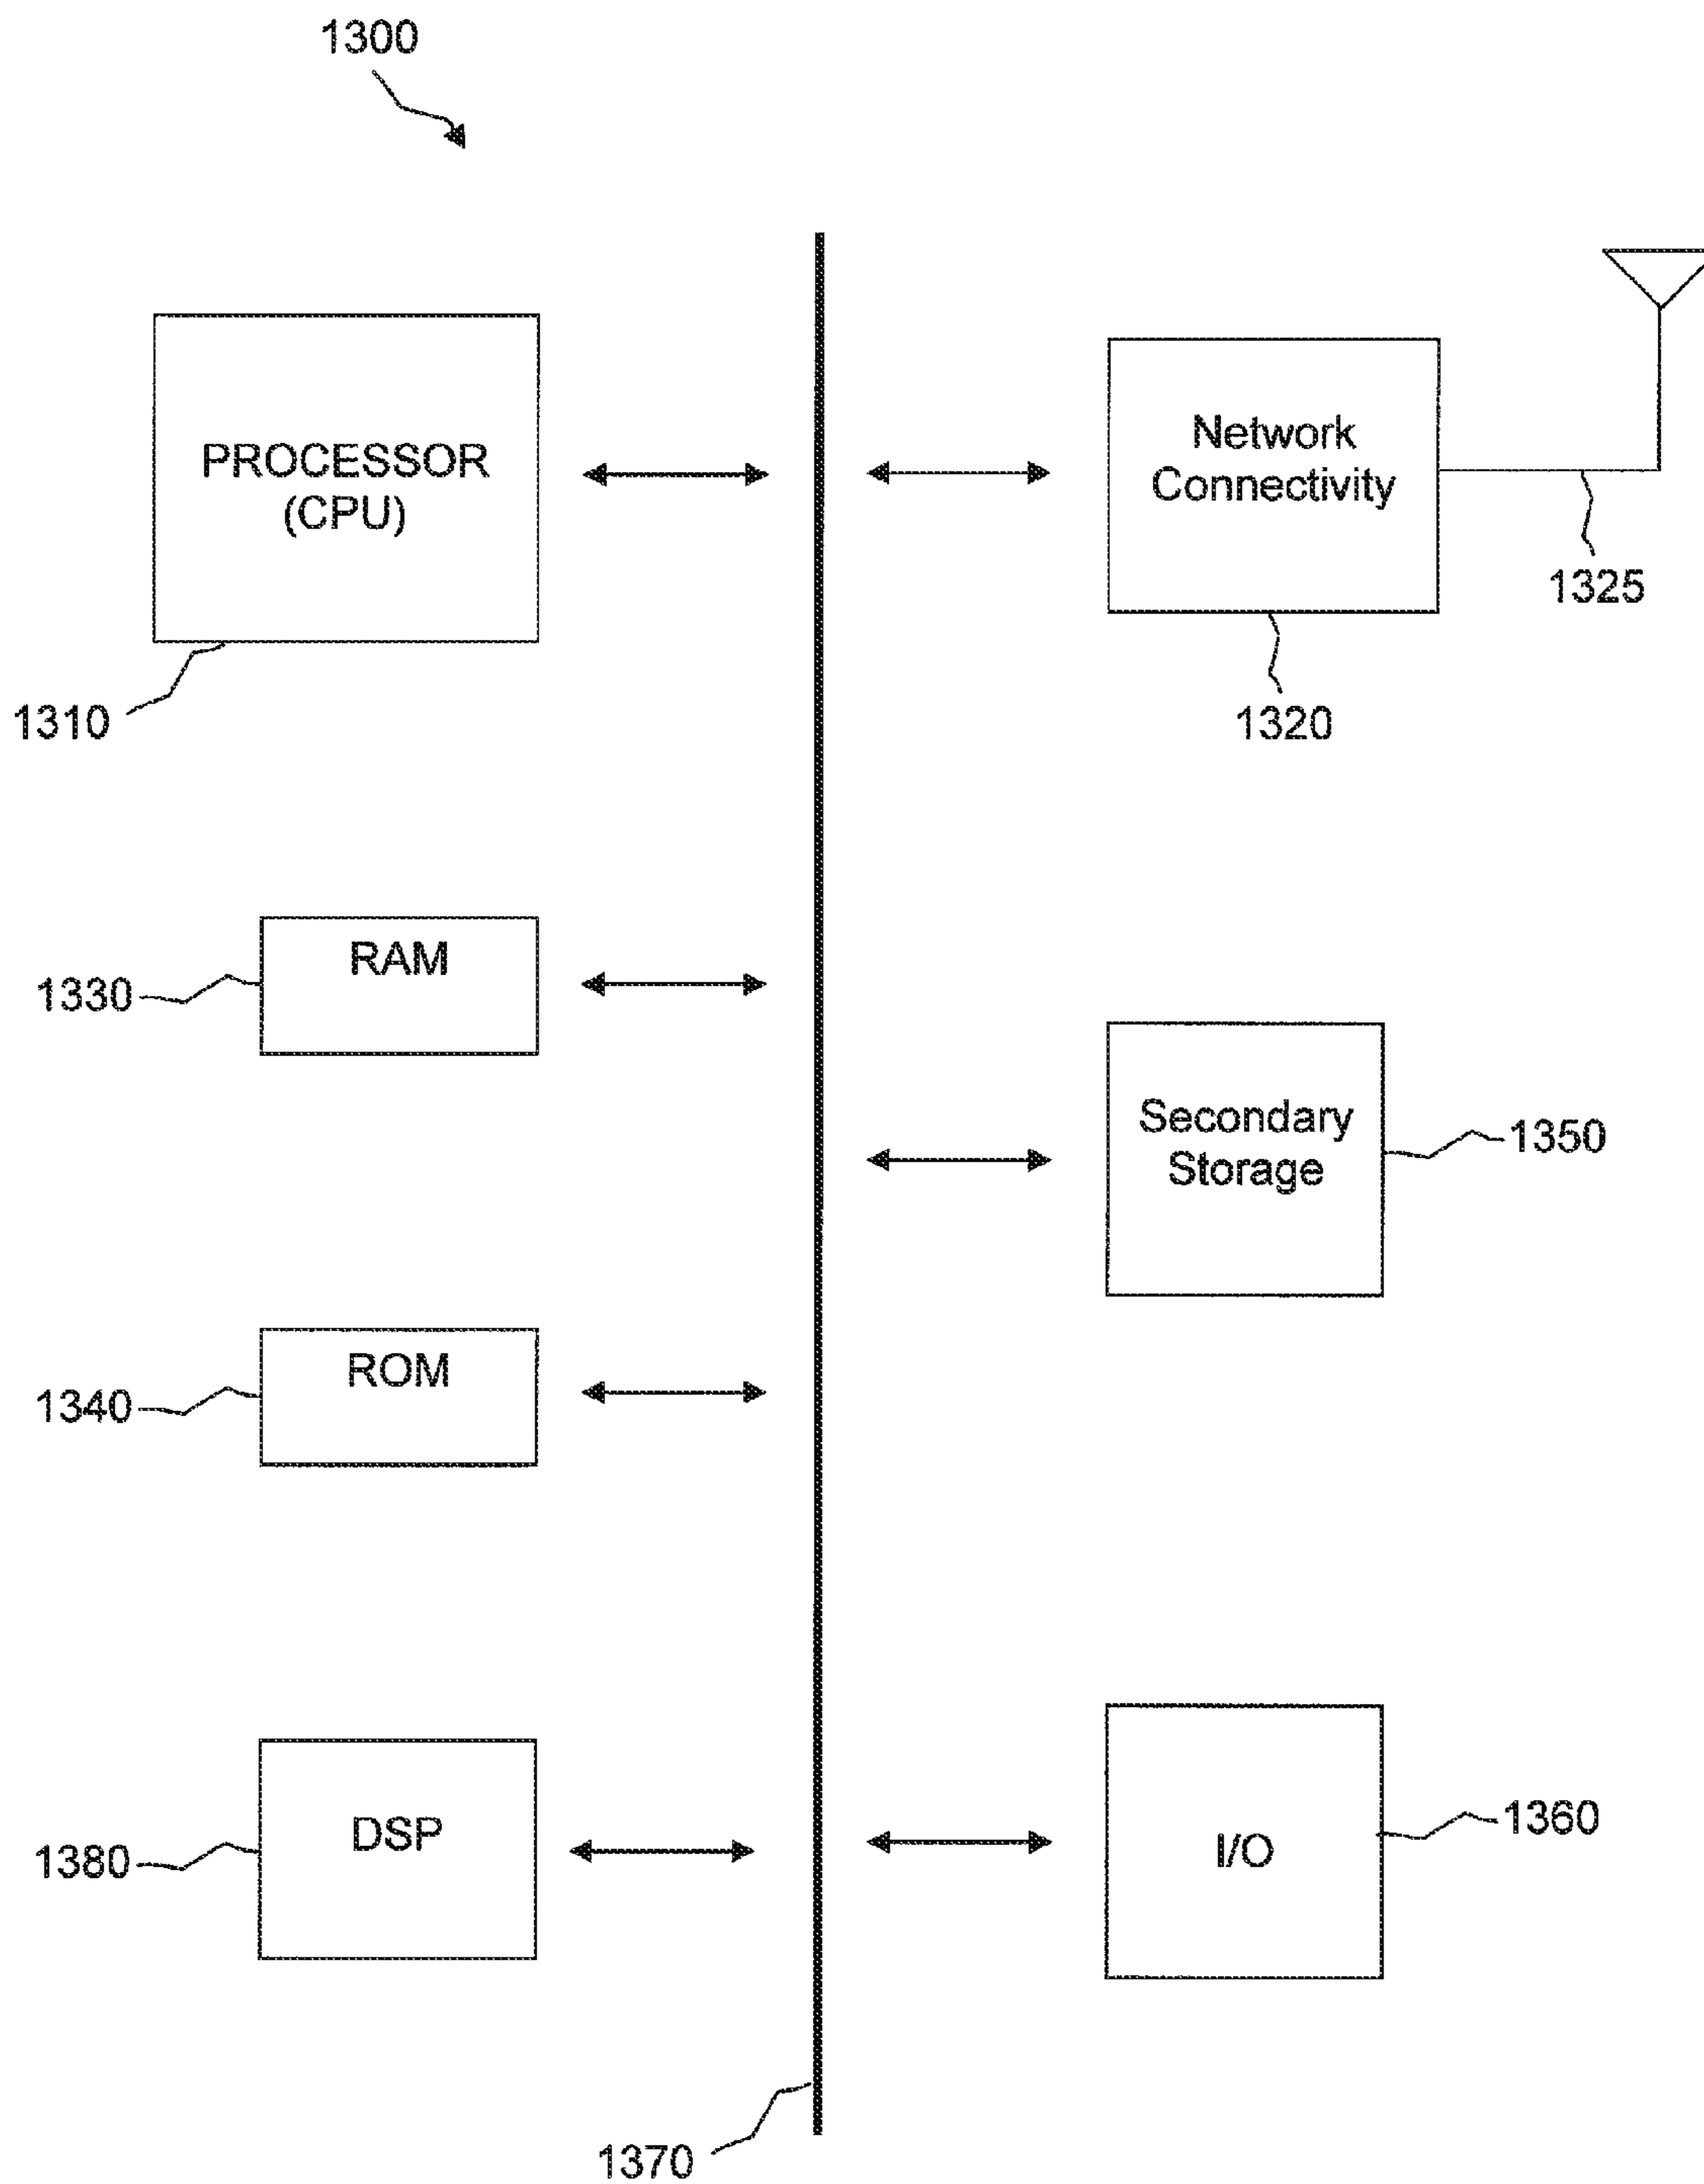 1300
PROCESSOR
(CPU)
1310
Network
Connectivity
1325
1320
RAM
1330
Secondary
Storage
1350
ROM
1340
DSP
1380
I/O
1360
1370